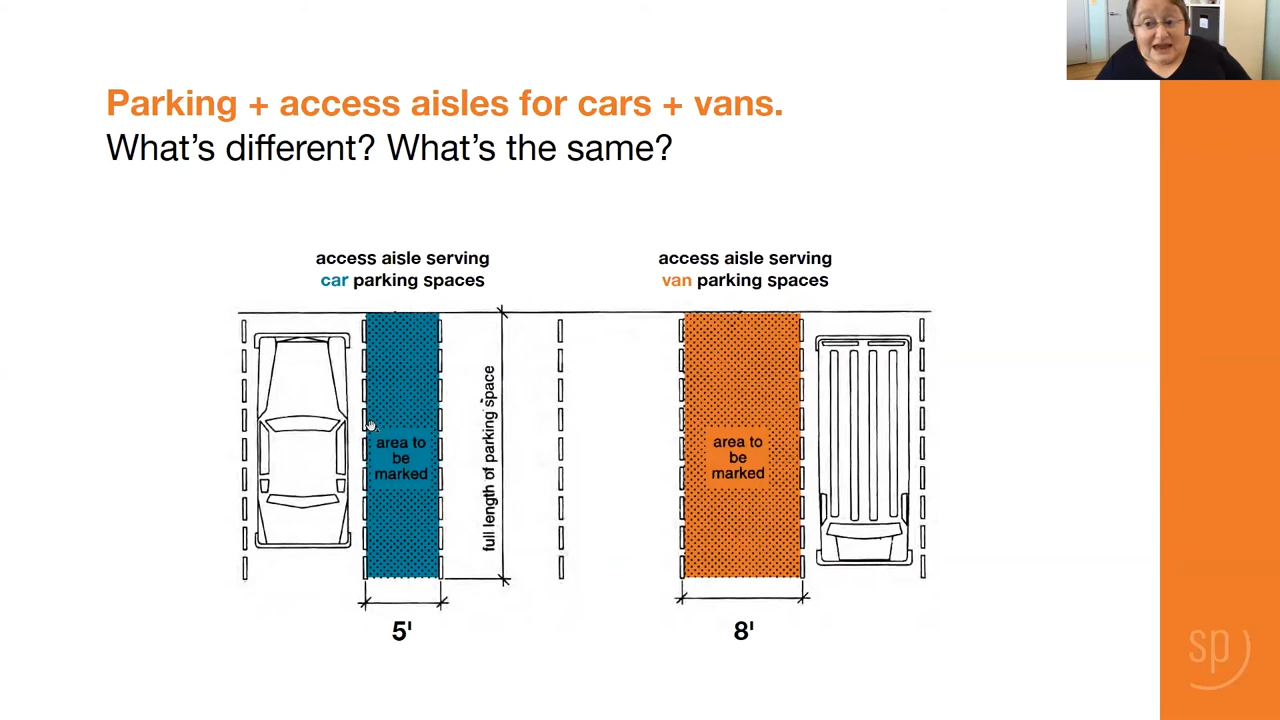 Parking + access aisles for cars + vans.
What's different? What's the same?
access aisle serving
car parking spaces
access aisle serving
van parking spaces
area to
be
marked
full length of parking space
area to
be
marked
5'
8'
sp